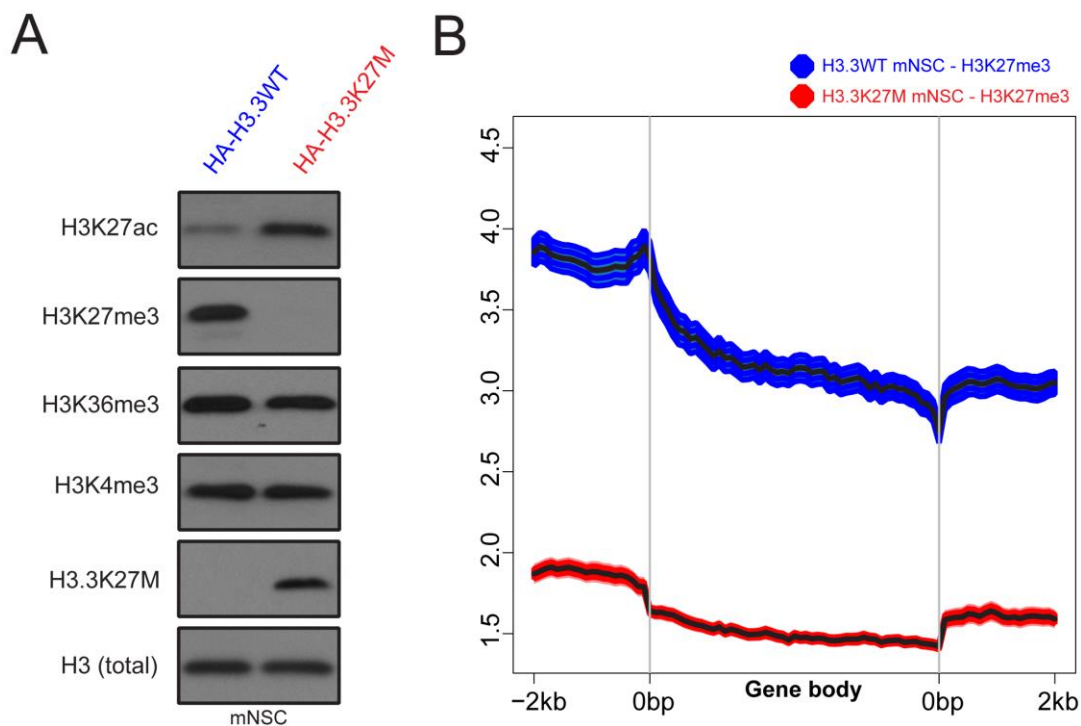 A
HA-H3.3WT
HA-H3.3K27M
H3K27ac
H3K27me3
H3K36me3
H3K4me3
H3.3K27M
H3 (total)
mNSC
B
H3.3WT mNSC - H3K27me3
H3.3K27M mNSC - H3K27me3
4.5
4.0
3.5
3.0
2.5
2.0
1.5
−2kb
0bp
Gene body
0bp
2kb